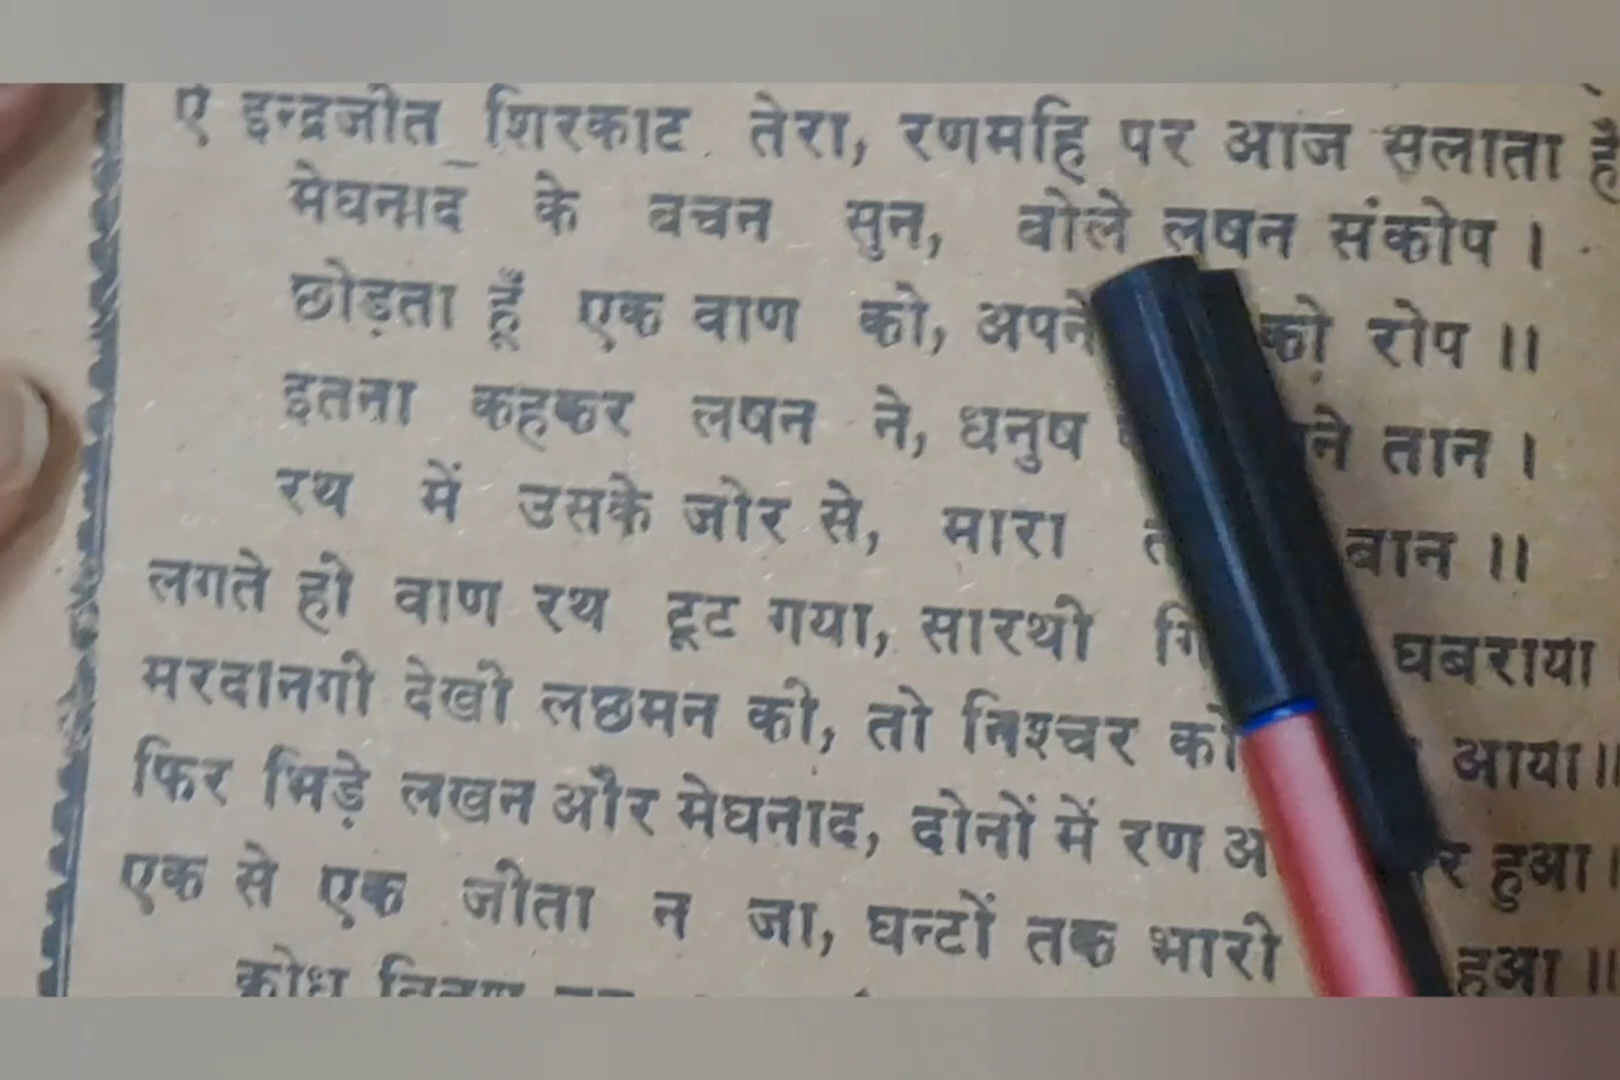 ऐ इन्द्रजीत शिरकाट तेरा, रणमहि पर आज सलाता है
मेघनाद के बचन सुन, बोले लषन संकोप ।
छोड़ता हूँ एक वाण को, अपने को रोप ।।
इतना कहकर लषन ने, धनुष तान ।
रथ में उसके जोर से, मारा बान ।।
लगते ही वाण रथ टूट गया, सारथी घबराया
मरदानगी देखी लछमन की, तो निश्चर को आया ।।
फिर भिड़े लखन और मेघनाद, दोनों में रण हुआ ।
एक से एक जीता न जा, घन्टों तक भारी हुआ ।।
क्रोध